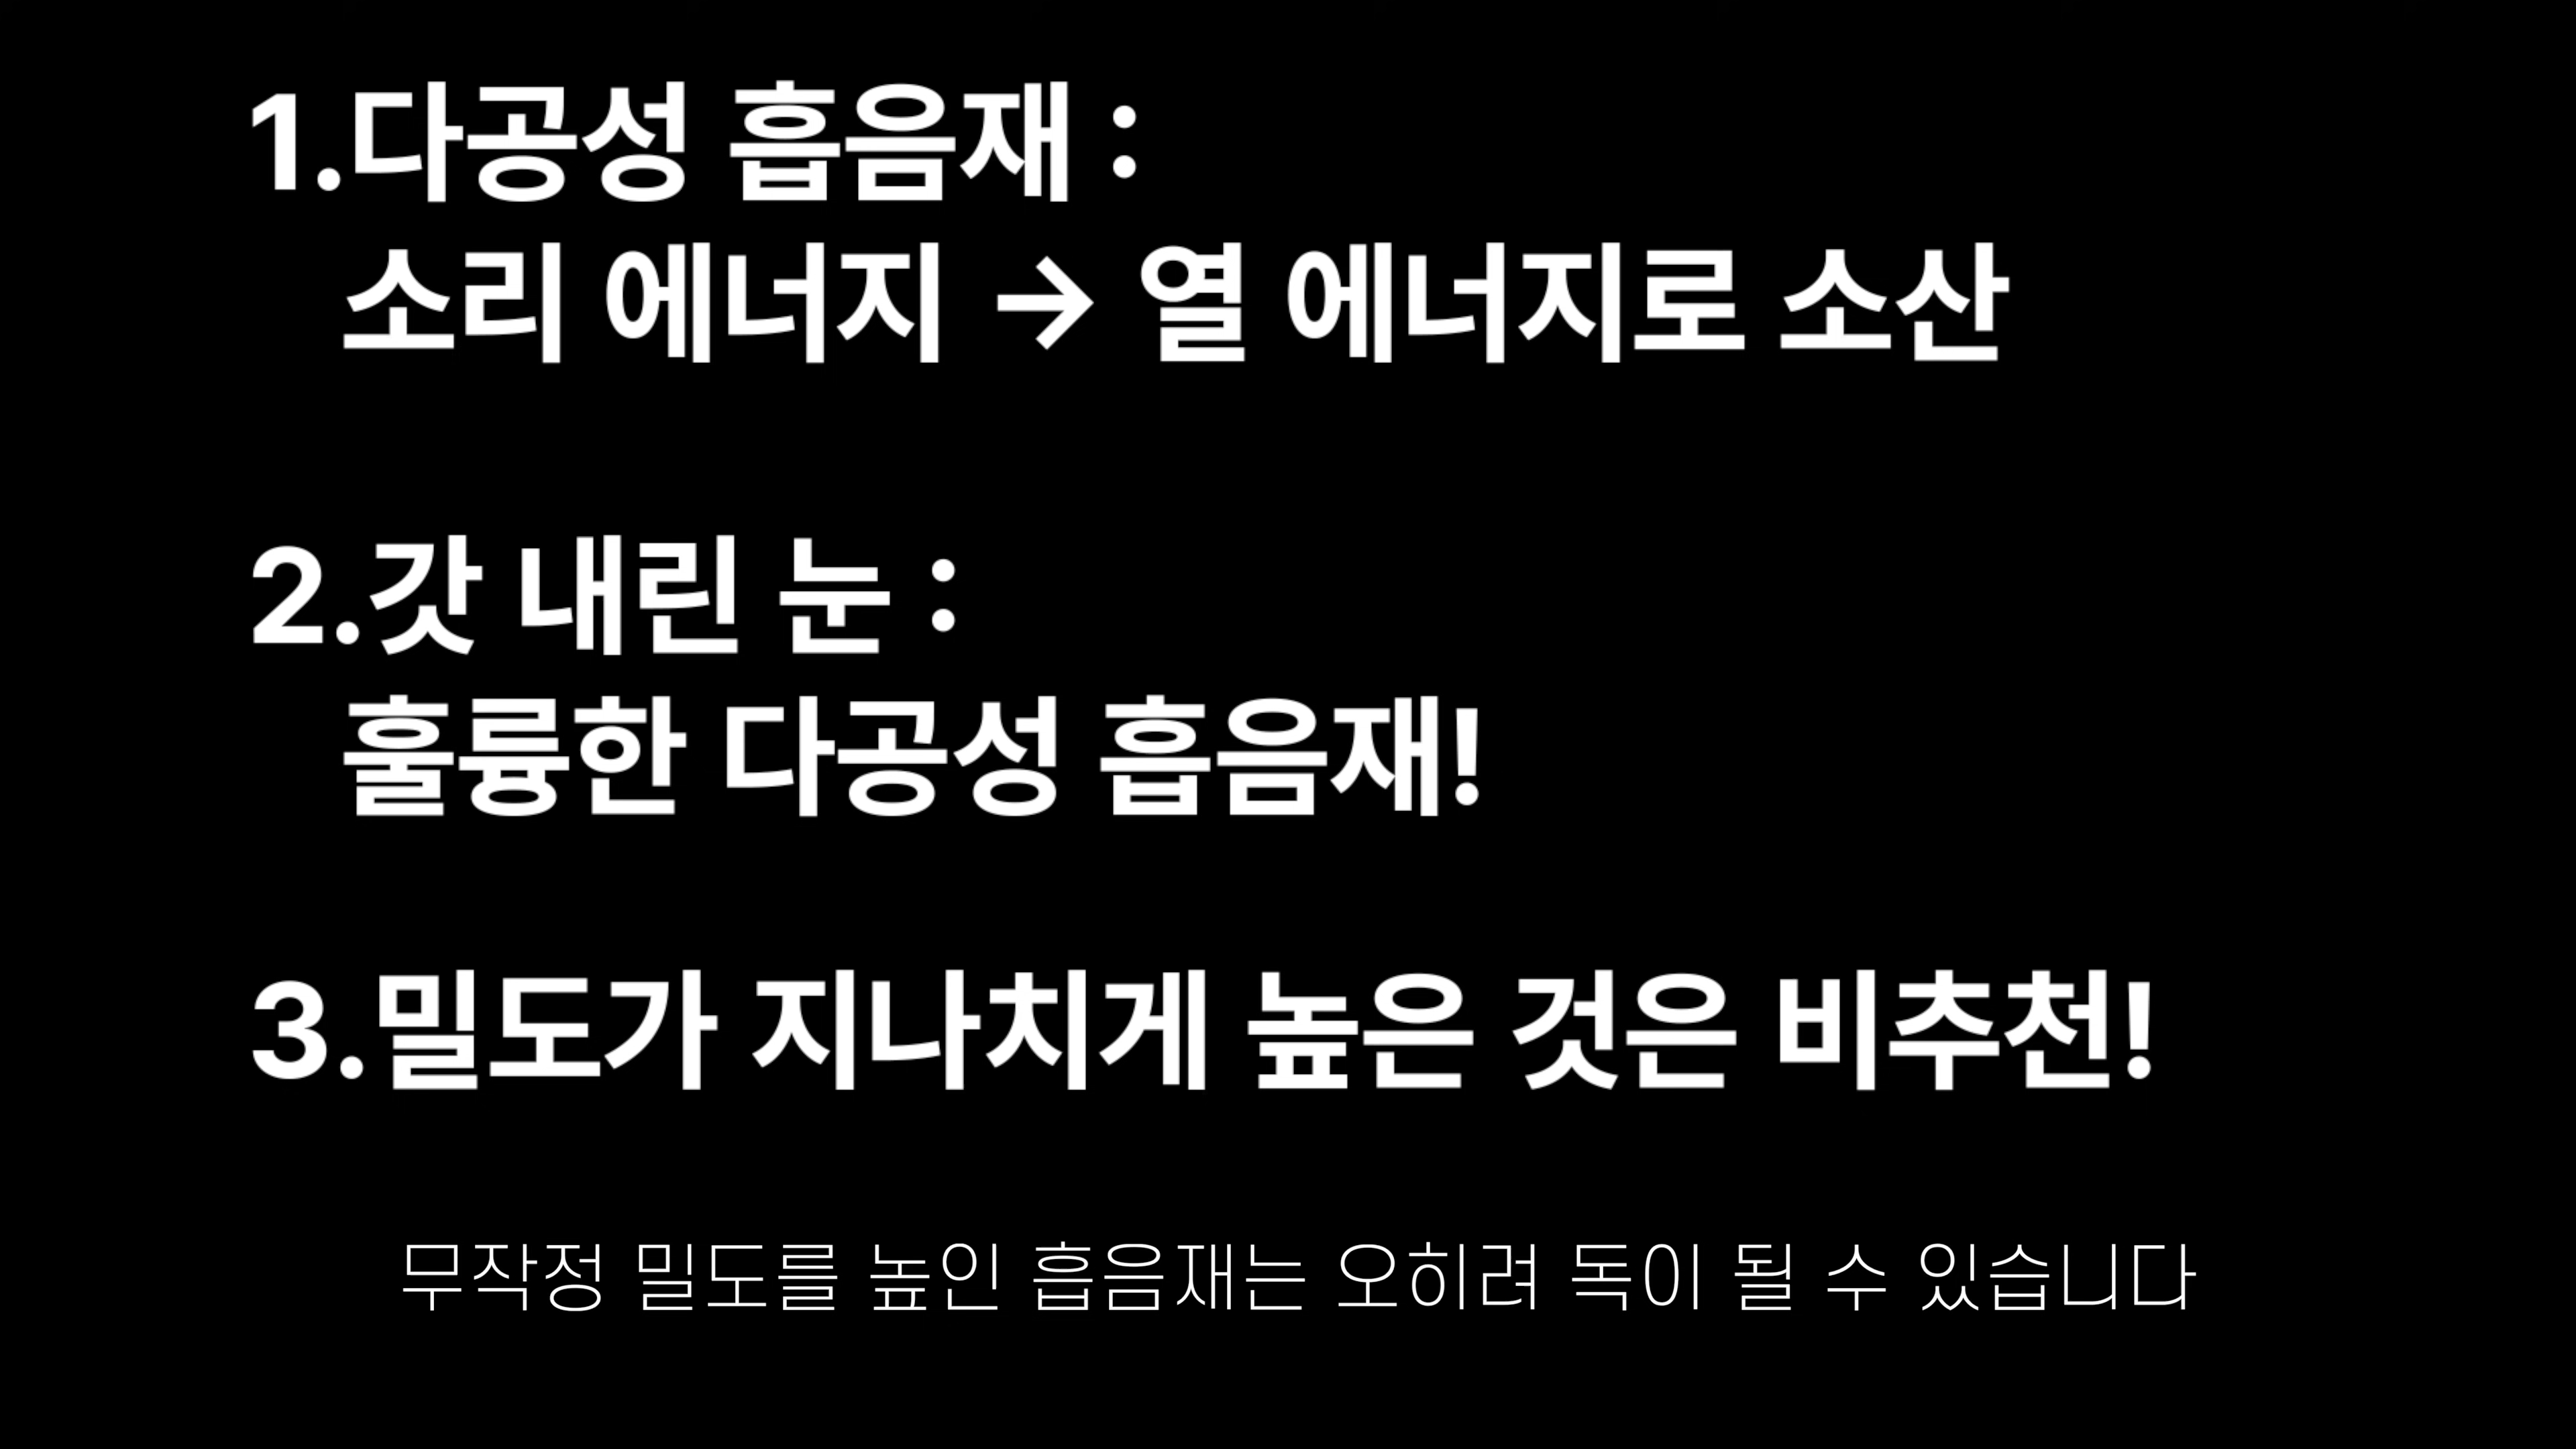 1.다공성 흡음재 :
소리 에너지 → 열 에너지로 소산
2.갓 내린 눈 :
훌륭한 다공성 흡음재!
3.밀도가 지나치게 높은 것은 비추천!
무작정 밀도를 높인 흡음재는 오히려 독이 될 수 있습니다